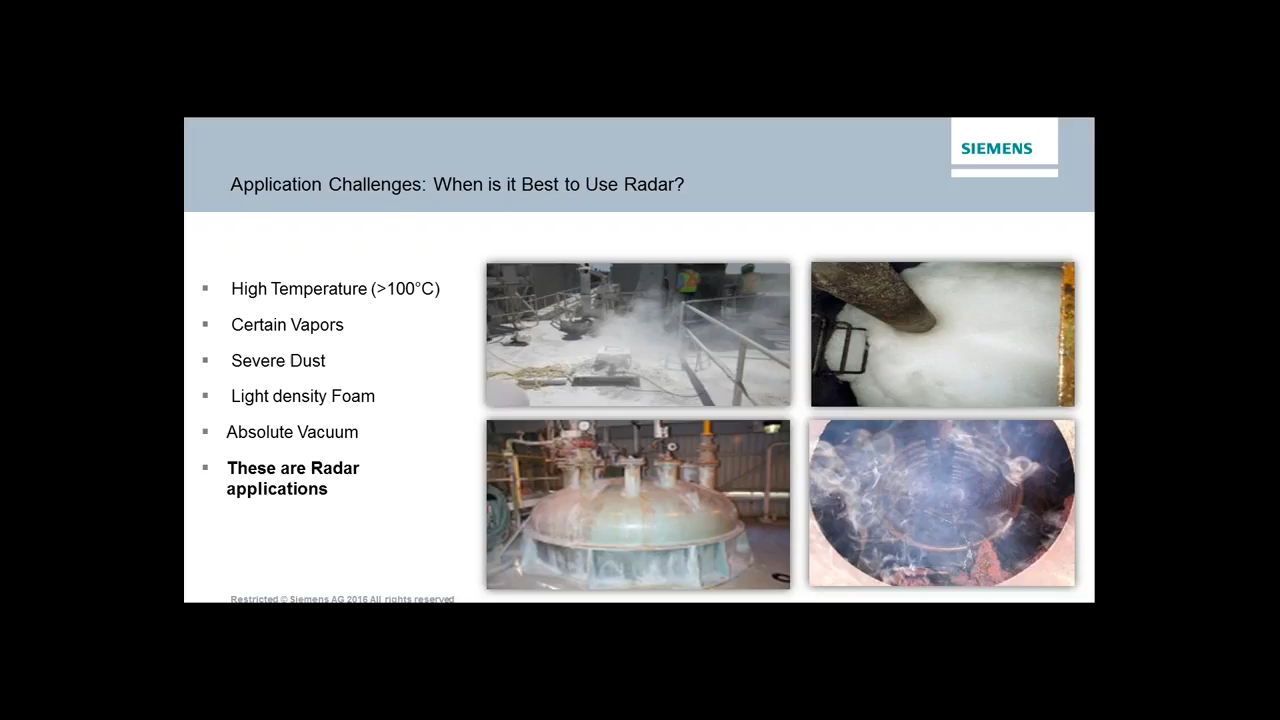 SIEMENS
Application Challenges: When is it Best to Use Radar?
High Temperature (>100°C)
Certain Vapors
Severe Dust
Light density Foam
Absolute Vacuum
These are Radar
applications
Restricted © Siemens AG 2016 All rights reserved